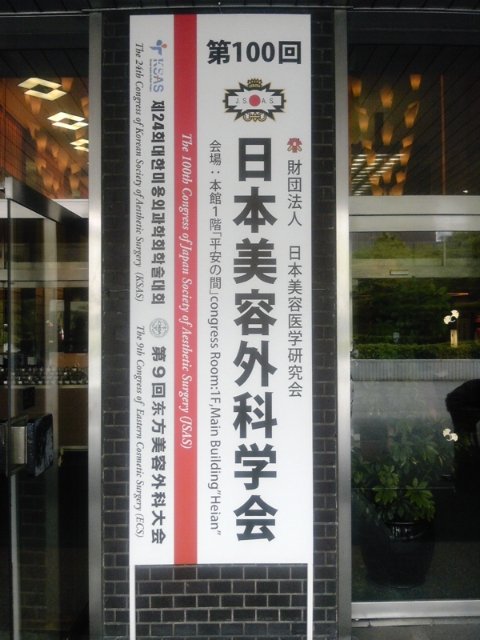 第100回
J.S.A.S.
日本美容外科学会
財団法人 日本美容医学研究会
会場:本館1階「平安の間」congress Room:1F,Main Building"Heian"
The 100th Congress of Japan Society of Aesthetic Surgery (JSAS)
KSAS
제24회대한미용외과학회학술대회
The 24th Congress of Korean Society of Aesthetic Surgery (KSAS)
第9回东方美容外科大会
The 9th Congress of Eastern Cosmetic Surgery (ECS)